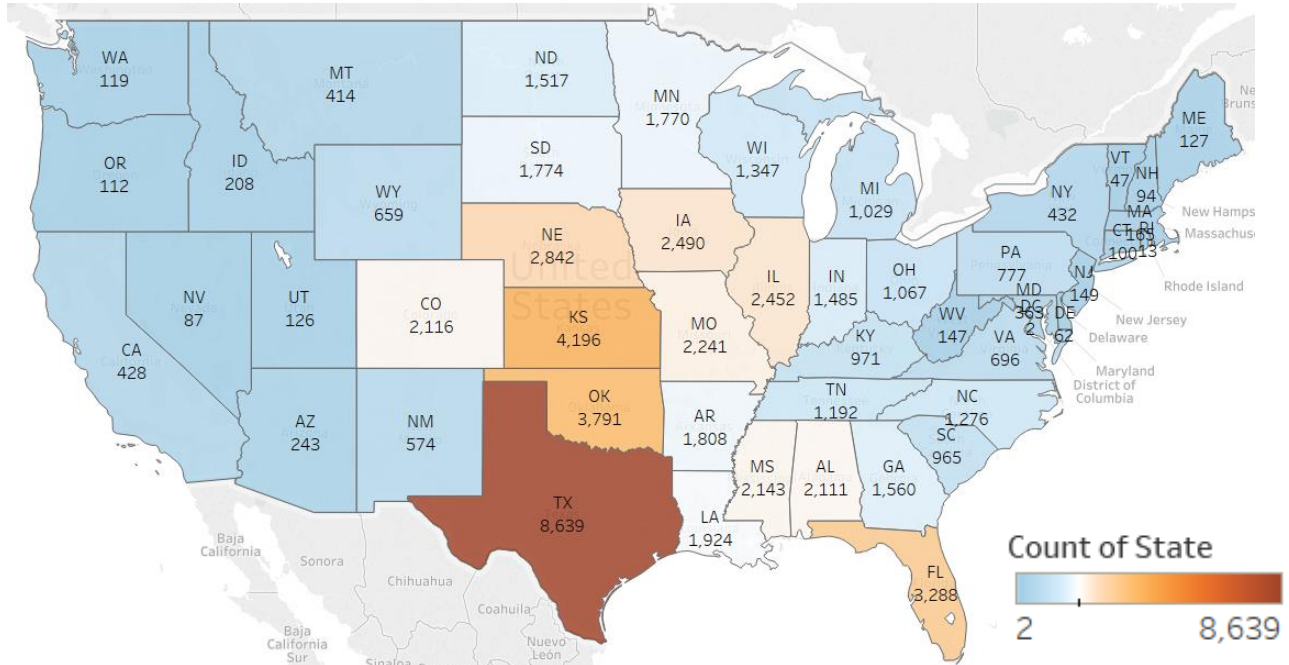 WA
119
MT
414
ND
1,517
MN
1,770
ME
127
OR
112
ID
208
WY
659
SD
1,774
WI
1,347
MI
1,029
NY
432
VT
47
NH
94
MA
165
CT
100
RI
13
New Hamps
Massachuse
Rhode Island
NE
2,842
IA
2,490
IL
2,452
IN
1,485
OH
1,067
PA
777
NJ
149
New Jersey
United
States
CA
428
NV
87
UT
126
CO
2,116
KS
4,196
MO
2,241
KY
971
WV
147
VA
696
MD
363
DC
2
DE
62
Delaware
Maryland
District of
Columbia
AZ
243
NM
574
OK
3,791
AR
1,808
TN
1,192
NC
1,276
SC
965
TX
8,639
LA
1,924
MS
2,143
AL
2,111
GA
1,560
FL
3,288
Baja
California
Sonora
Chihuahua
Coahuila
Nuevo
León
Baja
California
Sur
Sinaloa
Count of State
2 8,639